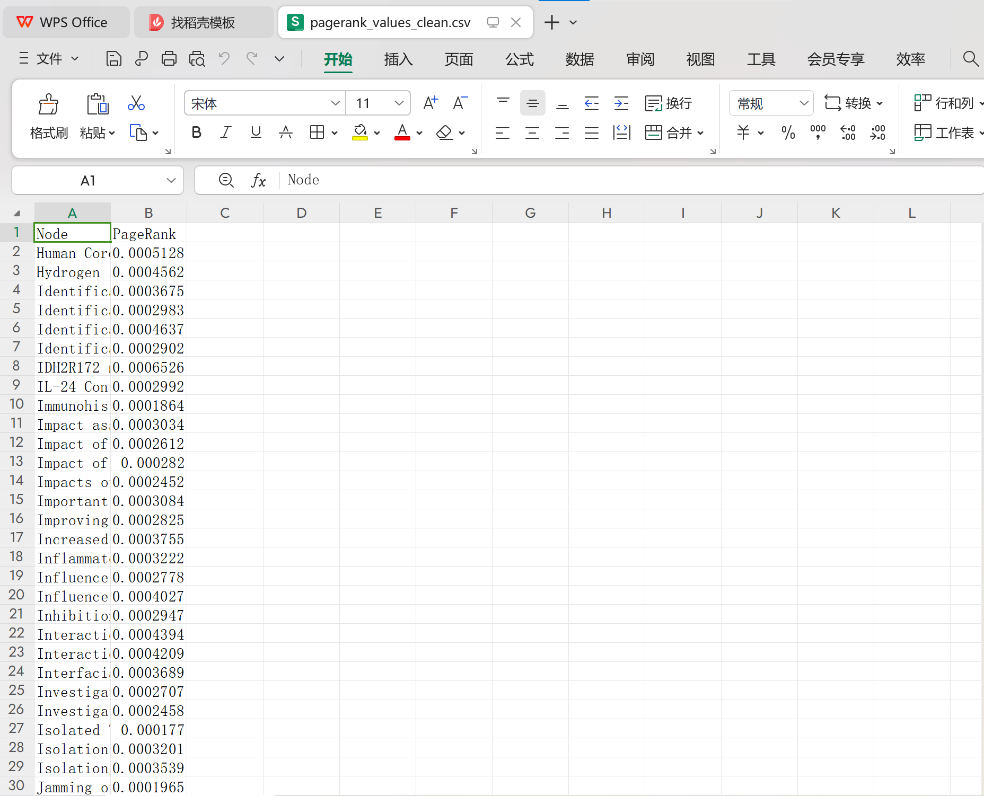 WPS Office 找稻壳模板 S pagerank_values_clean.csv
文件 开始 插入 页面 公式 数据 审阅 视图 工具 会员专享 效率
宋体 11 换行 常规 转换 行和列
格式刷 粘贴 B I U A A 合并 ¥ % 工作表
A1 fx Node
A B C D E F G H I J K L
1 Node PageRank
2 Human Cor 0.0005128
3 Hydrogen 0.0004562
4 Identific 0.0003675
5 Identific 0.0002983
6 Identific 0.0004637
7 Identific 0.0002902
8 IDH2R172 0.0006526
9 IL-24 Con 0.0002992
10 Immunohis 0.0001864
11 Impact as 0.0003034
12 Impact of 0.0002612
13 Impact of 0.000282
14 Impacts o 0.0002452
15 Important 0.0003084
16 Improving 0.0002825
17 Increased 0.0003755
18 Inflammat 0.0003222
19 Influence 0.0002778
20 Influence 0.0004027
21 Inhibitio 0.0002947
22 Interacti 0.0004394
23 Interacti 0.0004209
24 Interfaci 0.0003689
25 Investiga 0.0002707
26 Investiga 0.0002458
27 Isolated 0.000177
28 Isolation 0.0003201
29 Isolation 0.0003539
30 Jamming o 0.0001965